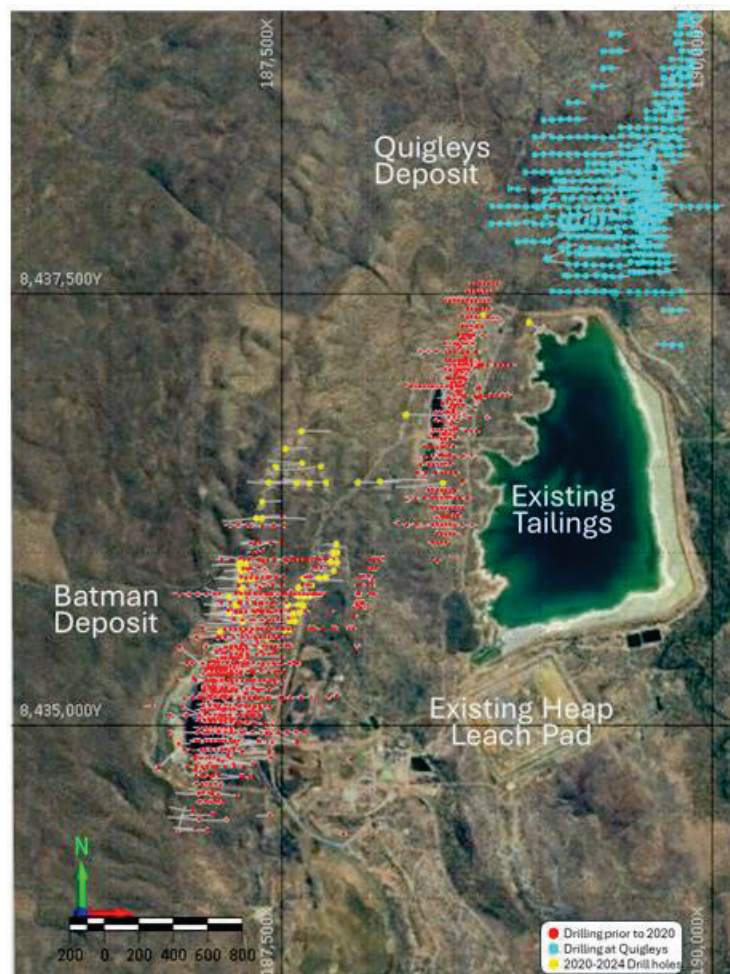 187,500X
190,000X
Quigleys
Deposit
8,437,500Y
Existing
Tailings
Batman
Deposit
Existing Heap
Leach Pad
8,435,000Y
N
200 0 200 400 600 800
187,500X
190,000X
Drilling prior to 2020
Drilling at Quigleys
2020-2024 Drill holes